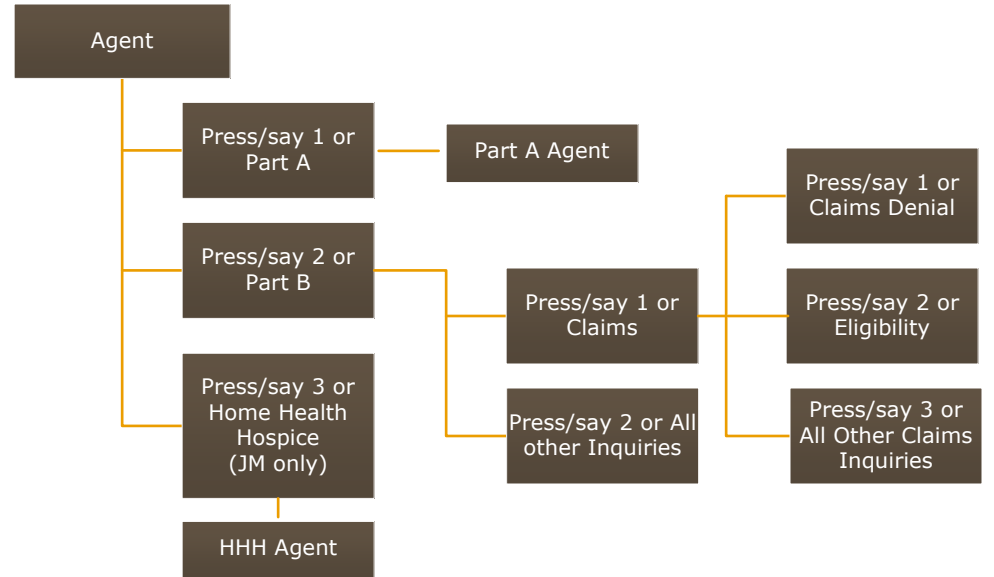 Agent
Press/say 1 or
Part A
Part A Agent
Press/say 2 or
Part B
Press/say 3 or
Home Health
Hospice
(JM only)
HHH Agent
Press/say 1 or
Claims
Press/say 2 or All
other Inquiries
Press/say 1 or
Claims Denial
Press/say 2 or
Eligibility
Press/say 3 or
All Other Claims
Inquiries